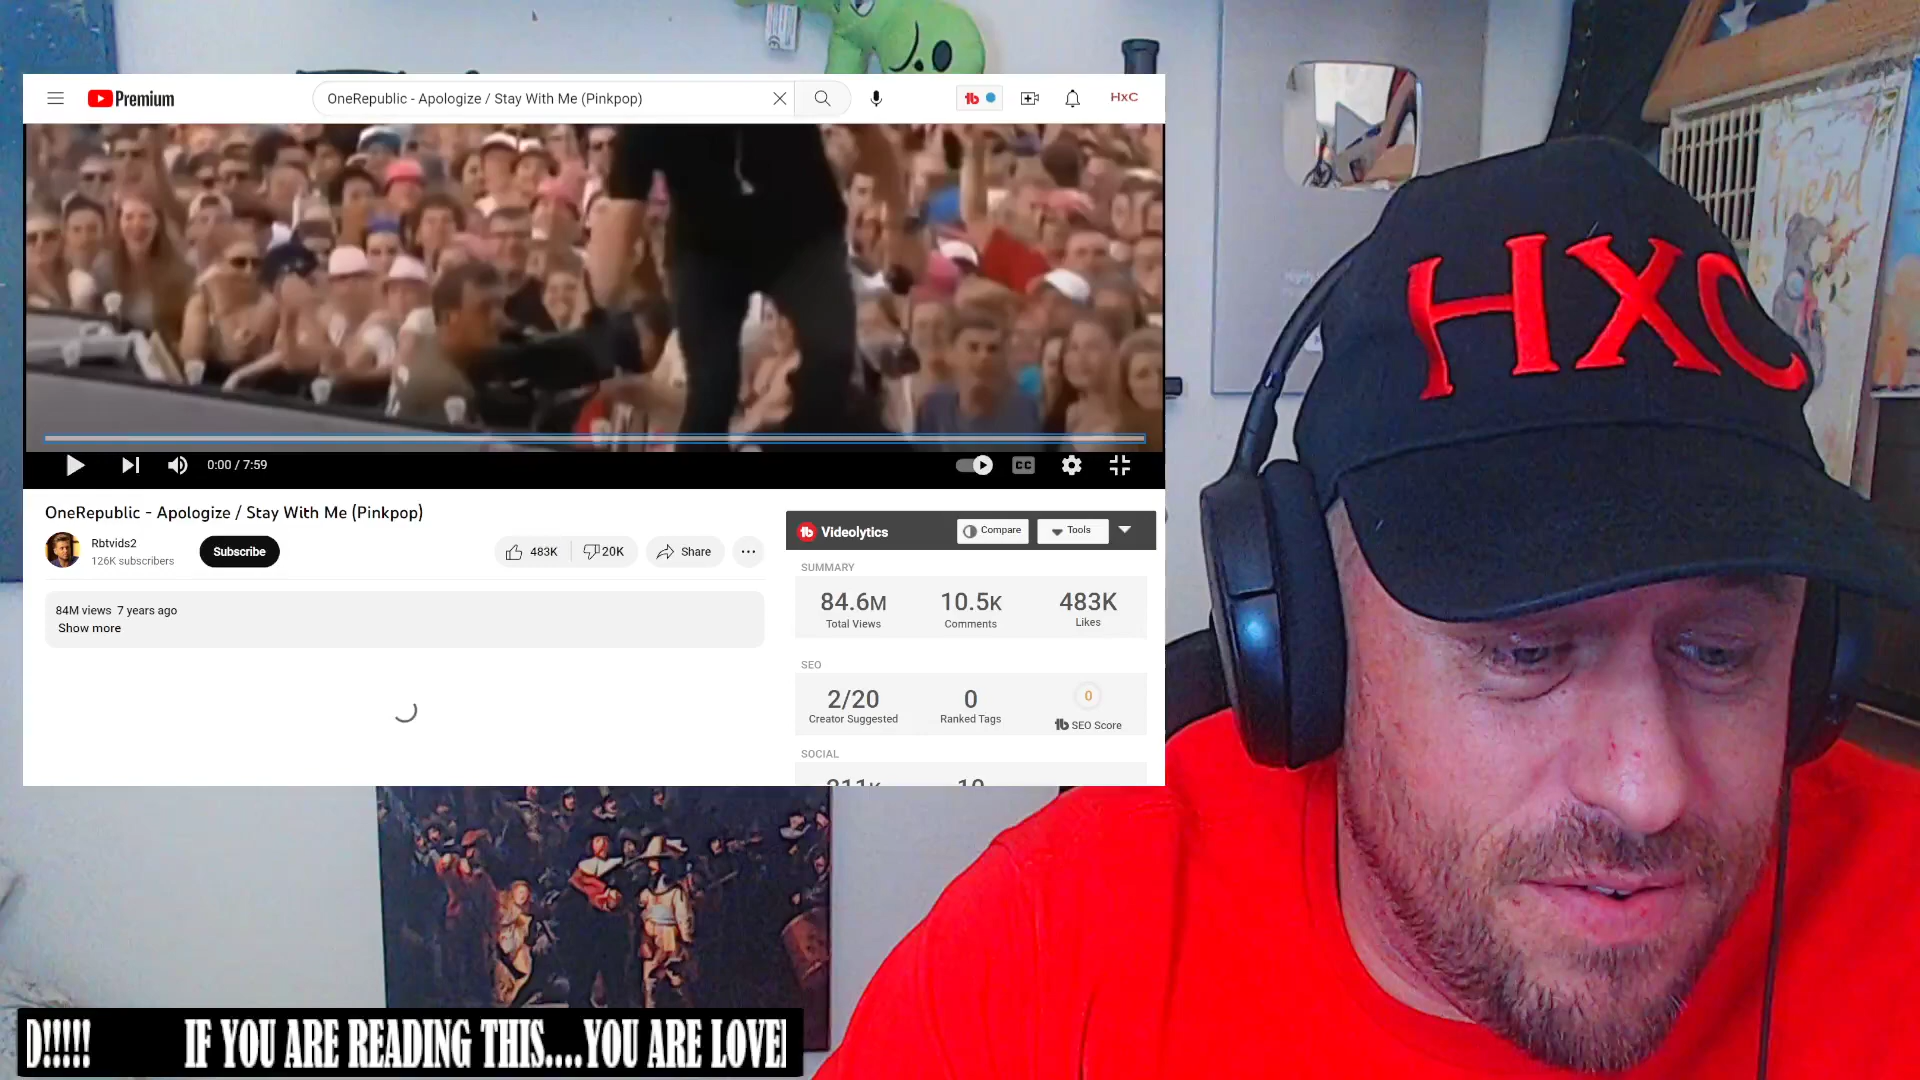 Premium
OneRepublic - Apologize / Stay With Me (Pinkpop)
HxC
0:00 / 7:59
CC
OneRepublic - Apologize / Stay With Me (Pinkpop)
Rbtvids2
126K subscribers
Subscribe
483K
20K
Share
84M views 7 years ago
Show more
Videolytics
Compare
Tools
SUMMARY
84.6M
10.5K
483K
Total Views
Comments
Likes
SEO
2/20
0
0
Creator Suggested
Ranked Tags
SEO Score
SOCIAL
HXC
Friend
D!!!!! IF YOU ARE READING THIS....YOU ARE LOVE